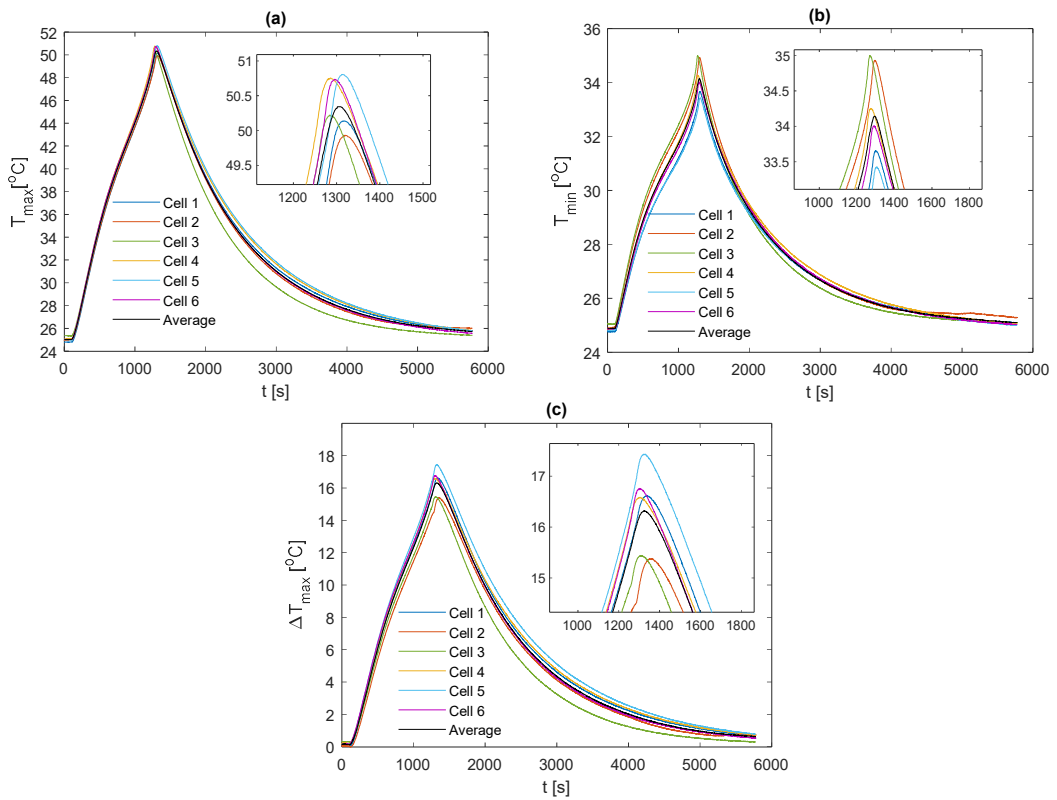 (a)
52
50
48
46
44
42
40
38
36
34
32
30
28
26
24
T_max [°C]
51
50.5
50
49.5
1200 1300 1400 1500
Cell 1
Cell 2
Cell 3
Cell 4
Cell 5
Cell 6
Average
0 1000 2000 3000 4000 5000 6000
t [s]
(b)
36
34
32
30
28
26
24
T_min [°C]
35
34.5
34
33.5
1000 1200 1400 1600 1800
Cell 1
Cell 2
Cell 3
Cell 4
Cell 5
Cell 6
Average
0 1000 2000 3000 4000 5000 6000
t [s]
(c)
18
16
14
12
10
8
6
4
2
0
Δ T_max [°C]
17
16
15
1000 1200 1400 1600 1800
Cell 1
Cell 2
Cell 3
Cell 4
Cell 5
Cell 6
Average
0 1000 2000 3000 4000 5000 6000
t [s]